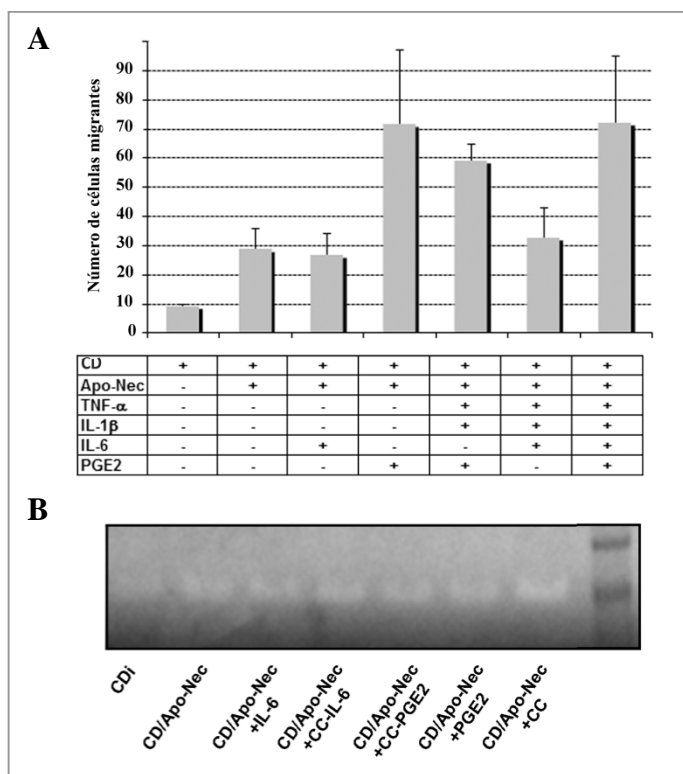 A
Número de células migrantes
90
80
70
60
50
40
30
20
10
0
CD + + + + + + +
Apo-Nec - + + + + + +
TNF-α - - - - + + +
IL-1β - - - - + + +
IL-6 - - + - - + +
PGE2 - - - + + - +
B
CDi
CD/Apo-Nec
CD/Apo-Nec
+IL-6
CD/Apo-Nec
+CC-IL-6
CD/Apo-Nec
+CC-PGE2
CD/Apo-Nec
+PGE2
CD/Apo-Nec
+CC